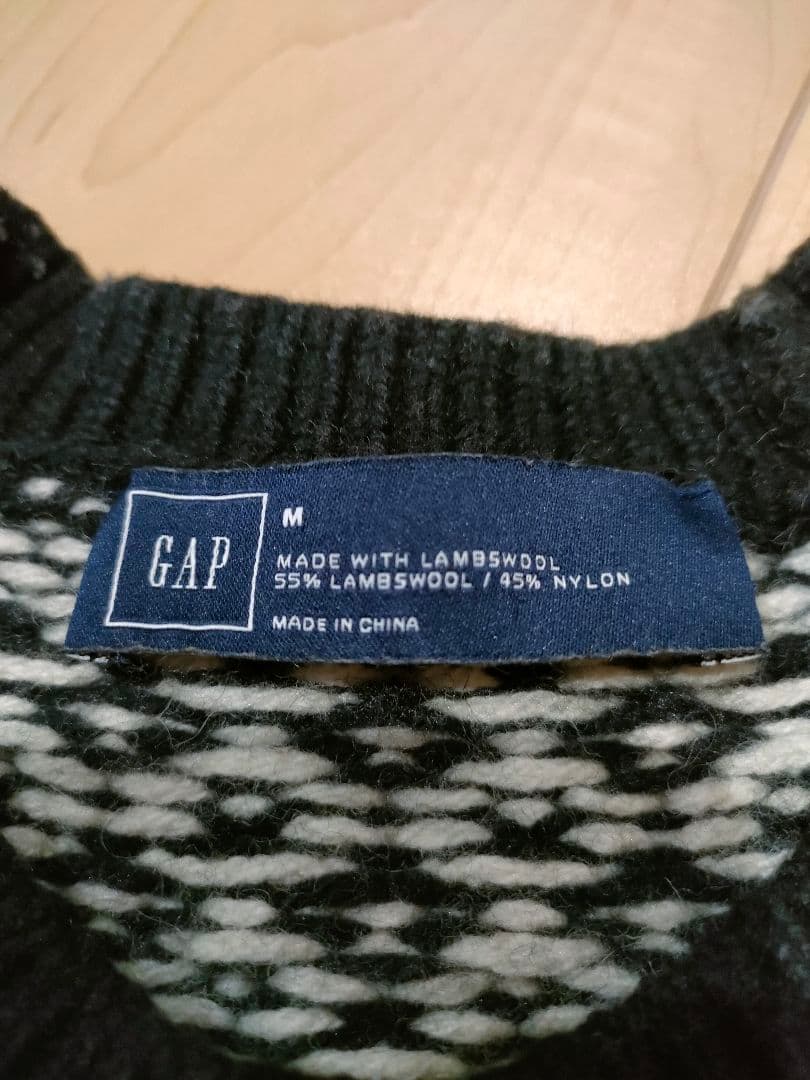 GAP
M
MADE WITH LAMBSWOOL
55% LAMBSWOOL / 45% NYLON
MADE IN CHINA